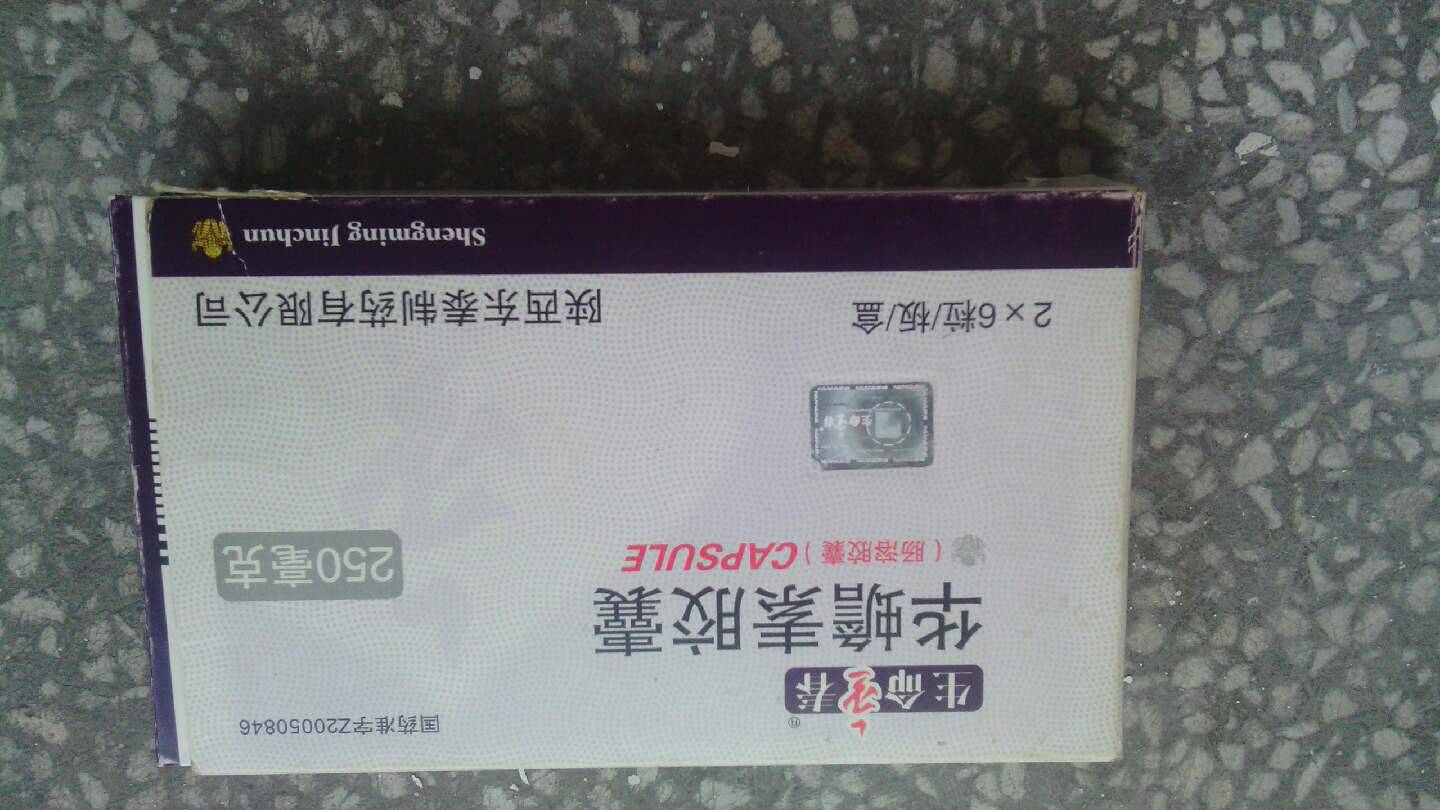 国药准字Z20050846
生命金春®
华蟾素胶囊
(肠溶胶囊) CAPSULE
250毫克
2×6粒/板/盒
陕西东泰制药有限公司
Shengming Jinchun